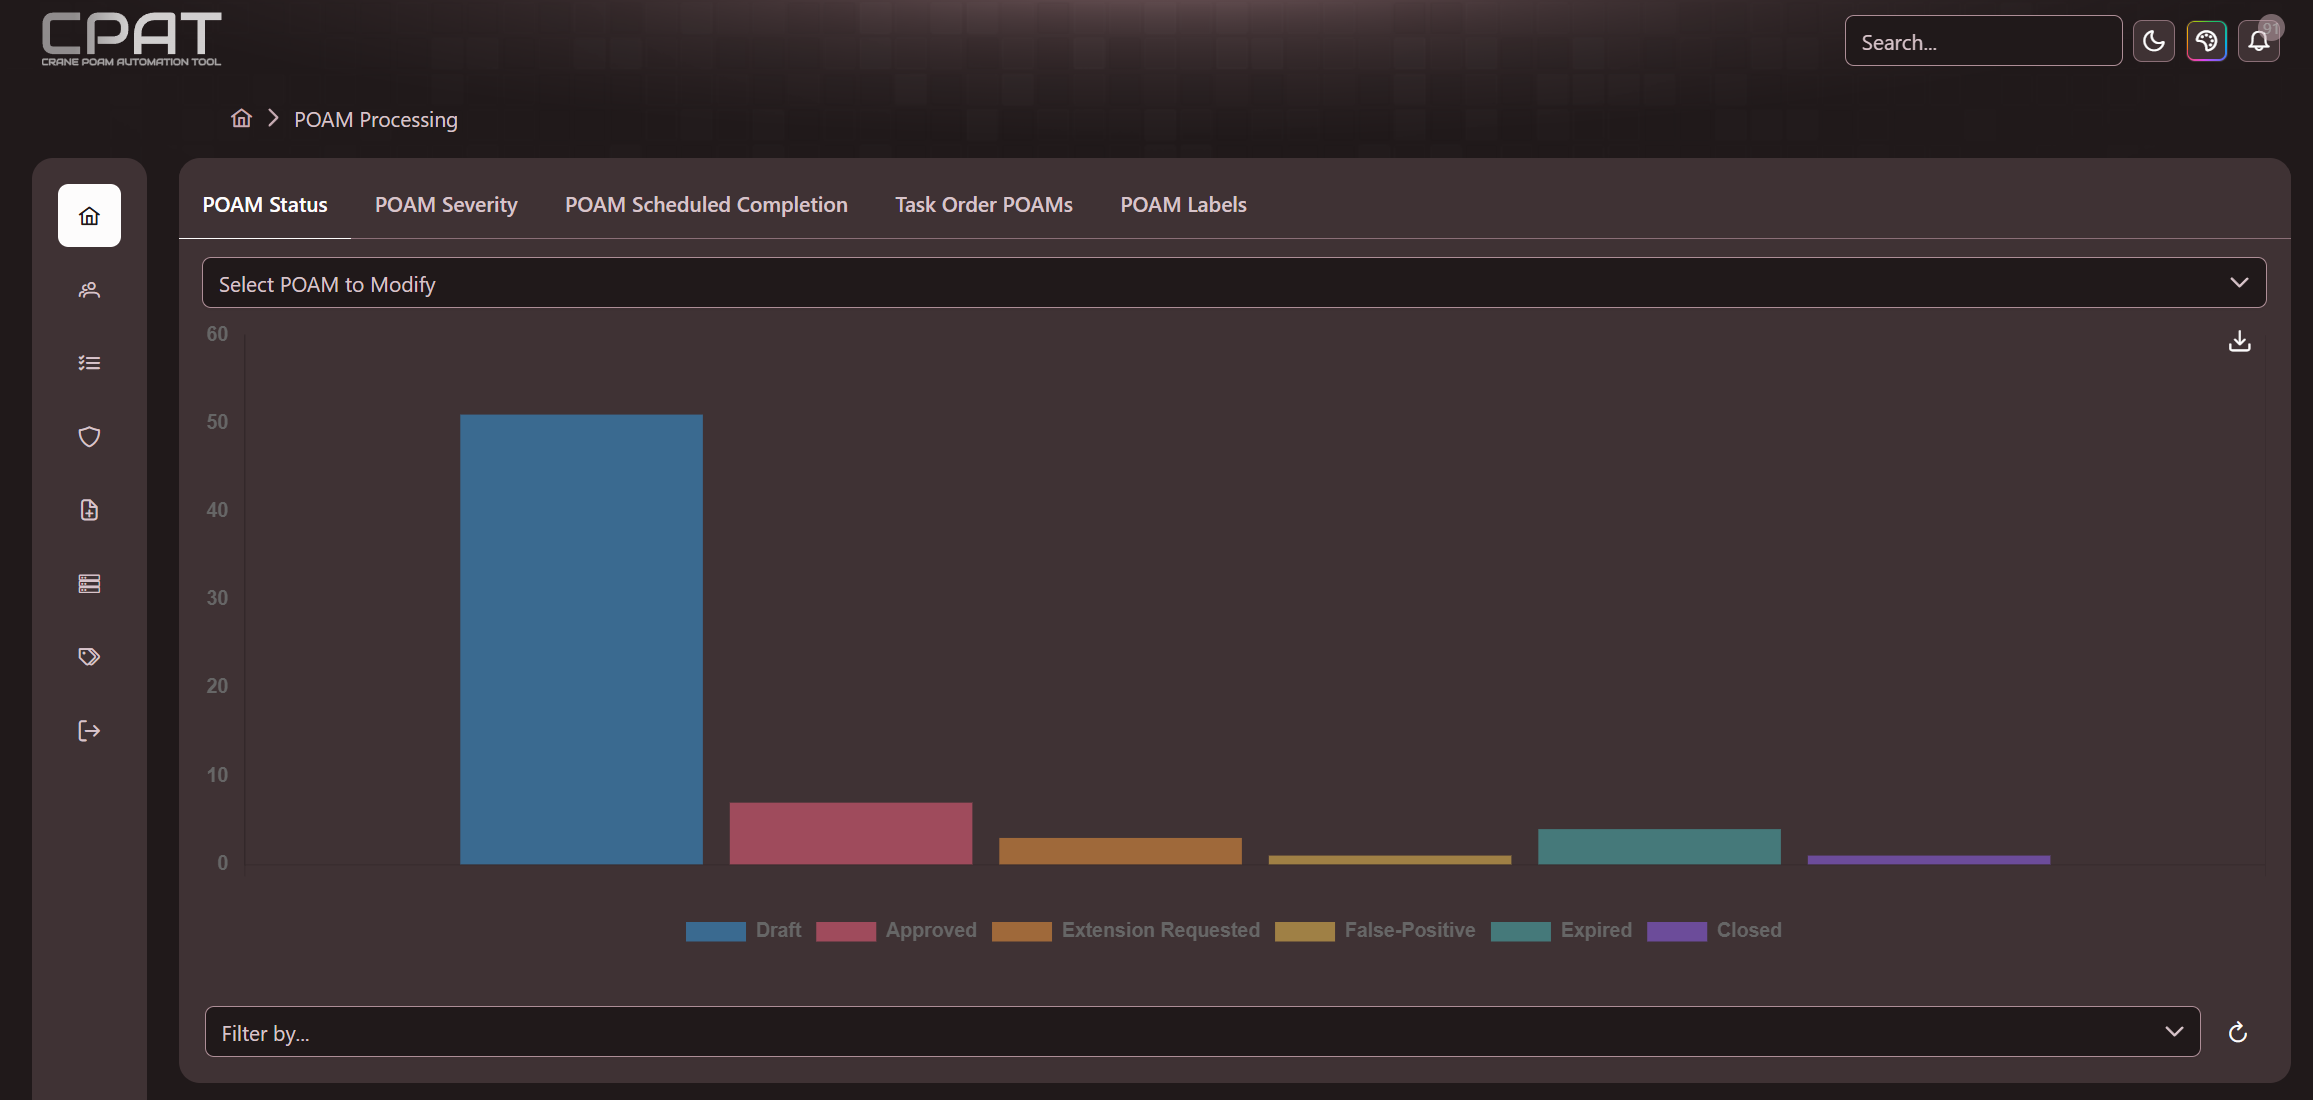 CPAT
CRANE POAM AUTOMATION TOOL
Search...
91
POAM Processing
POAM Status POAM Severity POAM Scheduled Completion Task Order POAMs POAM Labels
Select POAM to Modify
60
50
40
30
20
10
0
Draft Approved Extension Requested False-Positive Expired Closed
Filter by...